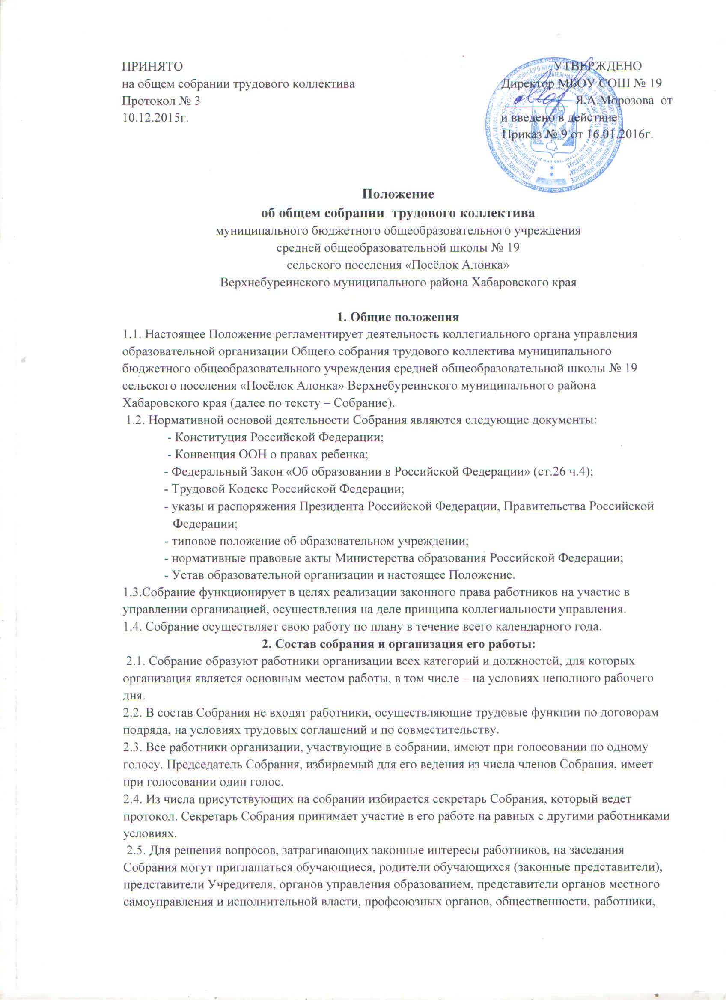 ПРИНЯТО
на общем собрании трудового коллектива
Протокол № 3
10.12.2015г.
УТВЕРЖДЕНО
Директор МБОУ СОШ № 19
Я.А.Морозова от
и введено в действие
Приказ № 9 от 16.01.2016г.
Положение
об общем собрании трудового коллектива
муниципального бюджетного общеобразовательного учреждения
средней общеобразовательной школы № 19
сельского поселения «Посёлок Алонка»
Верхнебуреинского муниципального района Хабаровского края
1. Общие положения
1.1. Настоящее Положение регламентирует деятельность коллегиального органа управления
образовательной организации Общего собрания трудового коллектива муниципального
бюджетного общеобразовательного учреждения средней общеобразовательной школы № 19
сельского поселения «Посёлок Алонка» Верхнебуреинского муниципального района
Хабаровского края (далее по тексту – Собрание).
1.2. Нормативной основой деятельности Собрания являются следующие документы:
- Конституция Российской Федерации;
- Конвенция ООН о правах ребенка;
- Федеральный Закон «Об образовании в Российской Федерации» (ст.26 ч.4);
- Трудовой Кодекс Российской Федерации;
- указы и распоряжения Президента Российской Федерации, Правительства Российской
Федерации;
- типовое положение об образовательном учреждении;
- нормативные правовые акты Министерства образования Российской Федерации;
- Устав образовательной организации и настоящее Положение.
1.3.Собрание функционирует в целях реализации законного права работников на участие в
управлении организацией, осуществления на деле принципа коллегиальности управления.
1.4. Собрание осуществляет свою работу по плану в течение всего календарного года.
2. Состав собрания и организация его работы:
2.1. Собрание образуют работники организации всех категорий и должностей, для которых
организация является основным местом работы, в том числе – на условиях неполного рабочего
дня.
2.2. В состав Собрания не входят работники, осуществляющие трудовые функции по договорам
подряда, на условиях трудовых соглашений и по совместительству.
2.3. Все работники организации, участвующие в собрании, имеют при голосовании по одному
голосу. Председатель Собрания, избираемый для его ведения из числа членов Собрания, имеет
при голосовании один голос.
2.4. Из числа присутствующих на собрании избирается секретарь Собрания, который ведет
протокол. Секретарь Собрания принимает участие в его работе на равных с другими работниками
условиях.
2.5. Для решения вопросов, затрагивающих законные интересы работников, на заседания
Собрания могут приглашаться обучающиеся, родители обучающихся (законные представители),
представители Учредителя, органов управления образованием, представители органов местного
самоуправления и исполнительной власти, профсоюзных органов, общественности, работники,